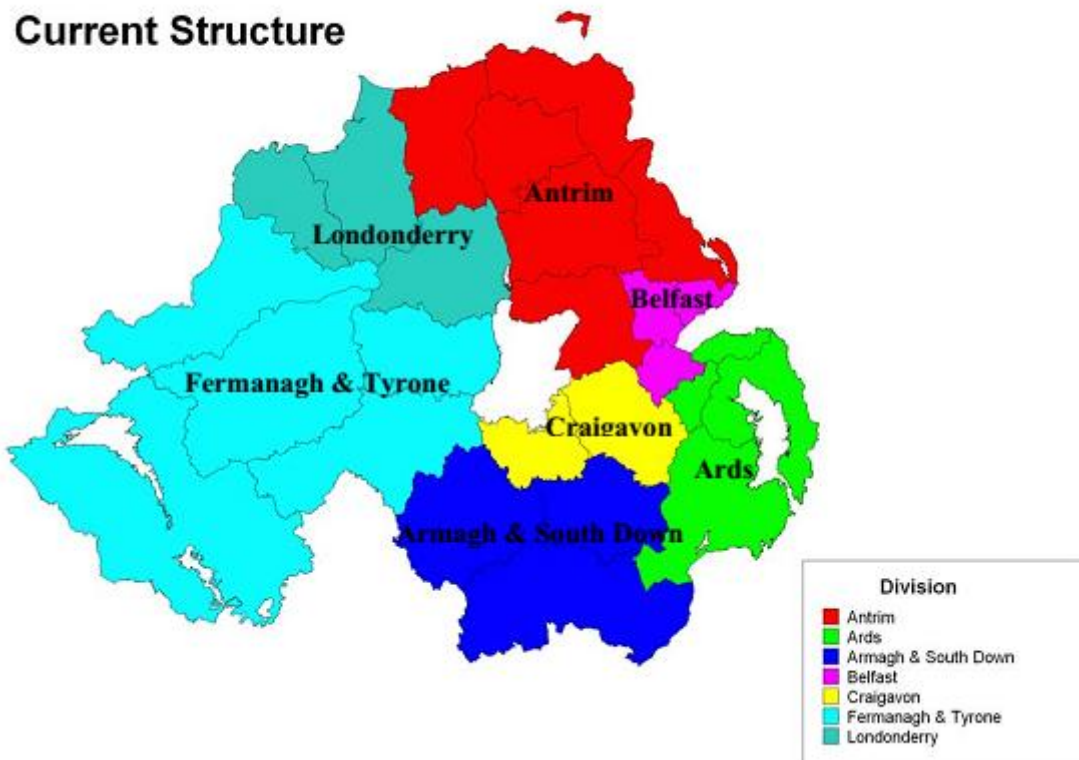 Current Structure
Antrim
Londonderry
Belfast
Fermanagh & Tyrone
Craigavon
Ards
Armagh & South Down
Division
Antrim
Ards
Armagh & South Down
Belfast
Craigavon
Fermanagh & Tyrone
Londonderry